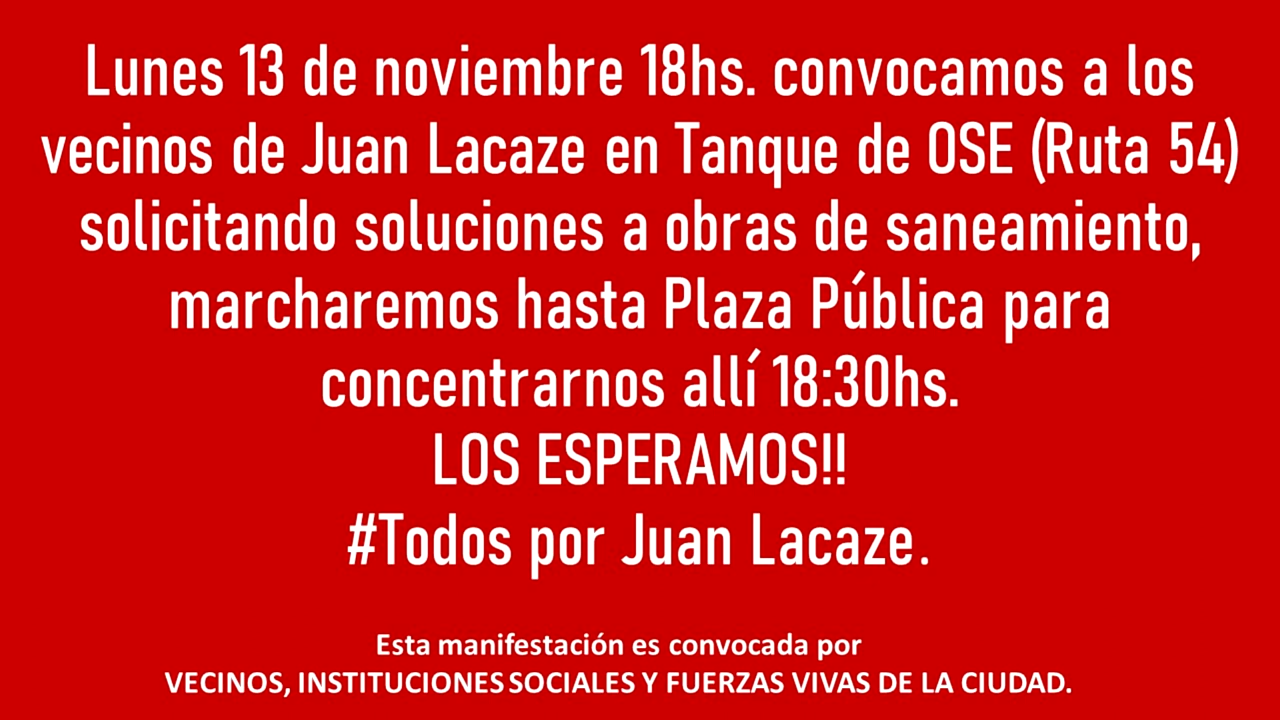 Lunes 13 de noviembre 18hs. convocamos a los
vecinos de Juan Lacaze en Tanque de OSE (Ruta 54)
solicitando soluciones a obras de saneamiento,
marcharemos hasta Plaza Pública para
concentrarnos allí 18:30hs.
LOS ESPERAMOS!!
#Todos por Juan Lacaze.
Esta manifestación es convocada por
VECINOS, INSTITUCIONES SOCIALES Y FUERZAS VIVAS DE LA CIUDAD.